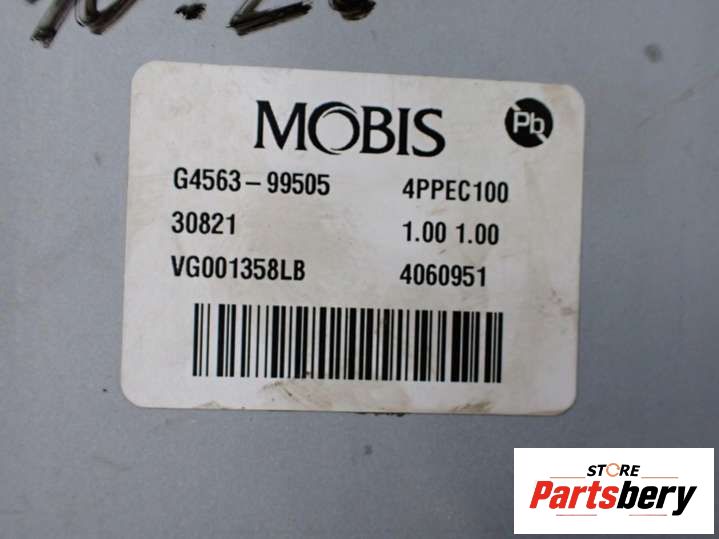 MOBIS Pb
G4563-99505 4PPEC100
30821 1.00 1.00
VG001358LB 4060951
STORE
Partsbery